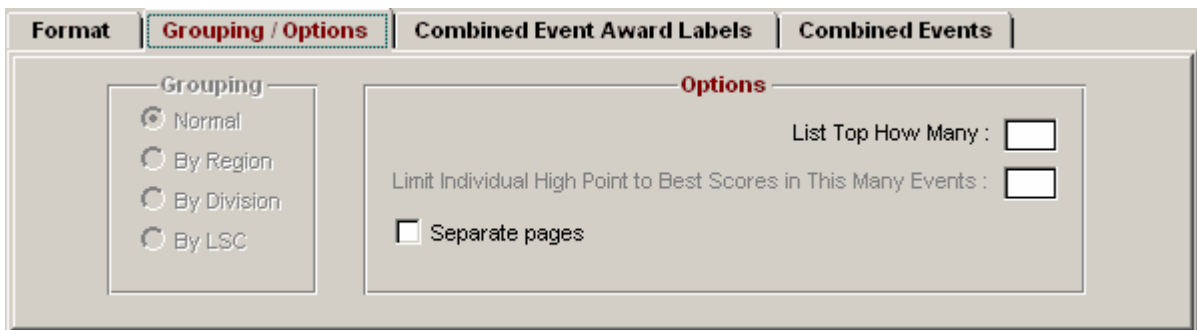 Format
Grouping / Options
Combined Event Award Labels
Combined Events
Grouping
Normal
By Region
By Division
By LSC
Options
List Top How Many :
Limit Individual High Point to Best Scores in This Many Events :
Separate pages